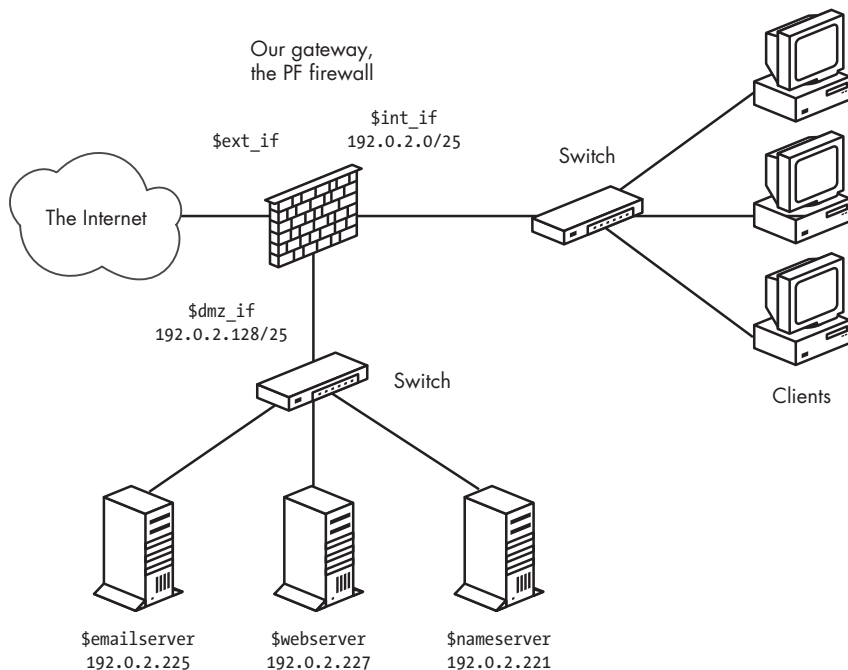 Our gateway,
the PF firewall
$ext_if
$int_if
192.0.2.0/25
Switch
The Internet
$dmz_if
192.0.2.128/25
Switch
Clients
$emailserver
192.0.2.225
$webserver
192.0.2.227
$nameserver
192.0.2.221